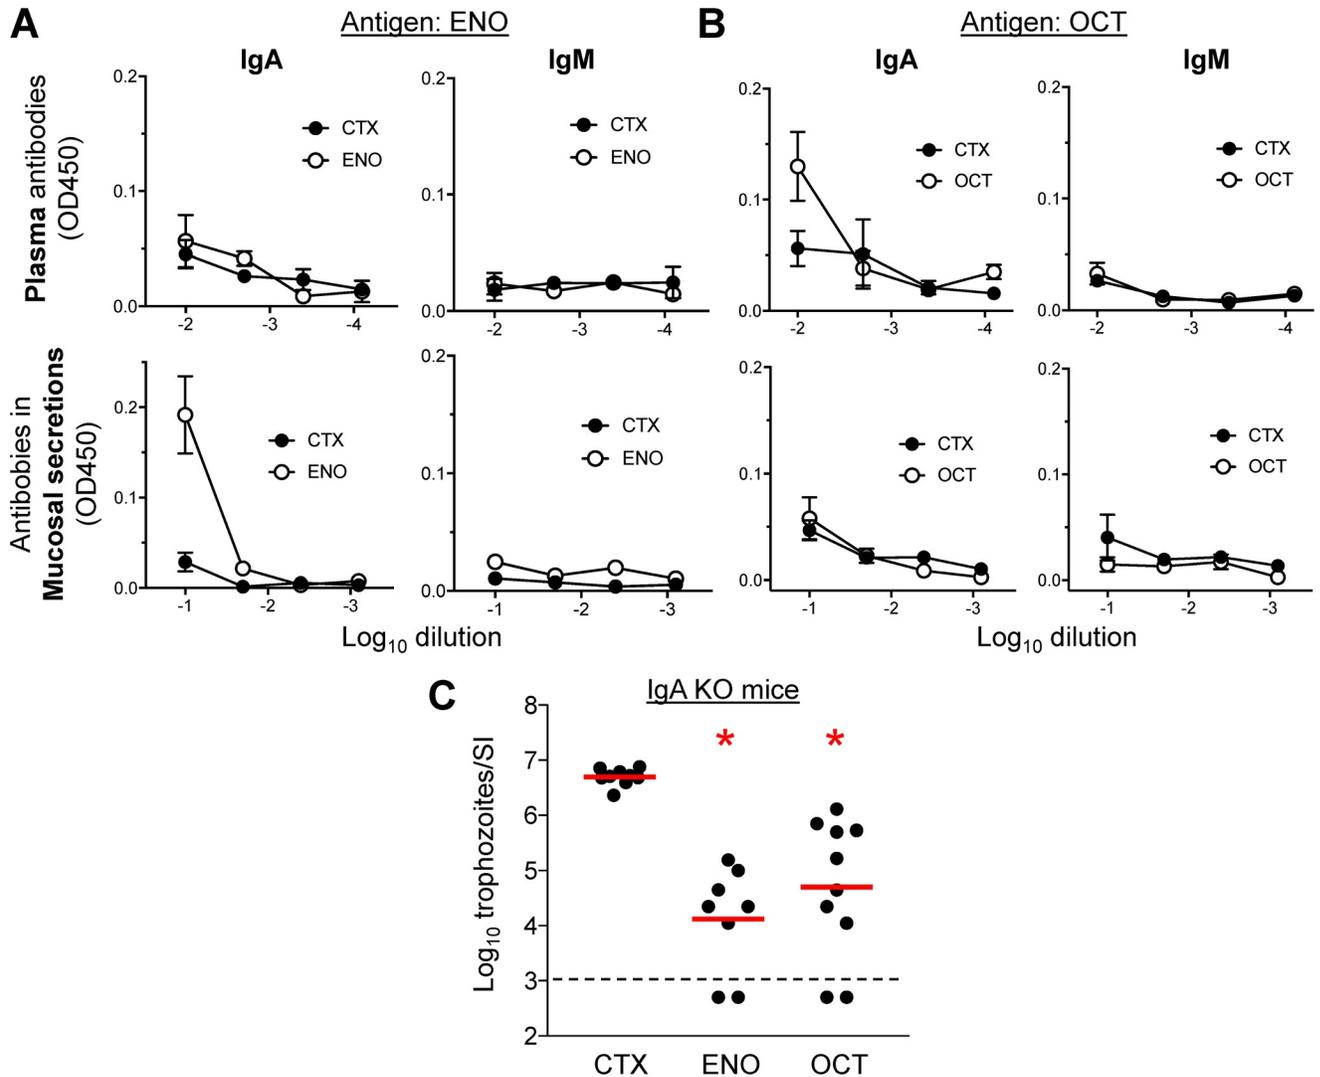 A
Antigen: ENO
B
Antigen: OCT
IgA
IgM
IgA
IgM
Plasma antibodies
(OD450)
0.2
0.1
0.0
CTX
ENO
-2
-3
-4
0.2
0.1
0.0
CTX
ENO
-2
-3
-4
0.2
0.1
0.0
CTX
OCT
-2
-3
-4
0.2
0.1
0.0
CTX
OCT
-2
-3
-4
Antibobies in
Mucosal secretions
(OD450)
0.2
0.1
0.0
CTX
ENO
-1
-2
-3
0.2
0.1
0.0
CTX
ENO
-1
-2
-3
0.2
0.1
0.0
CTX
OCT
-1
-2
-3
0.2
0.1
0.0
CTX
OCT
-1
-2
-3
Log10 dilution
Log10 dilution
C
IgA KO mice
Log10 trophozoites/SI
8
7
6
5
4
3
2
*
*
CTX
ENO
OCT